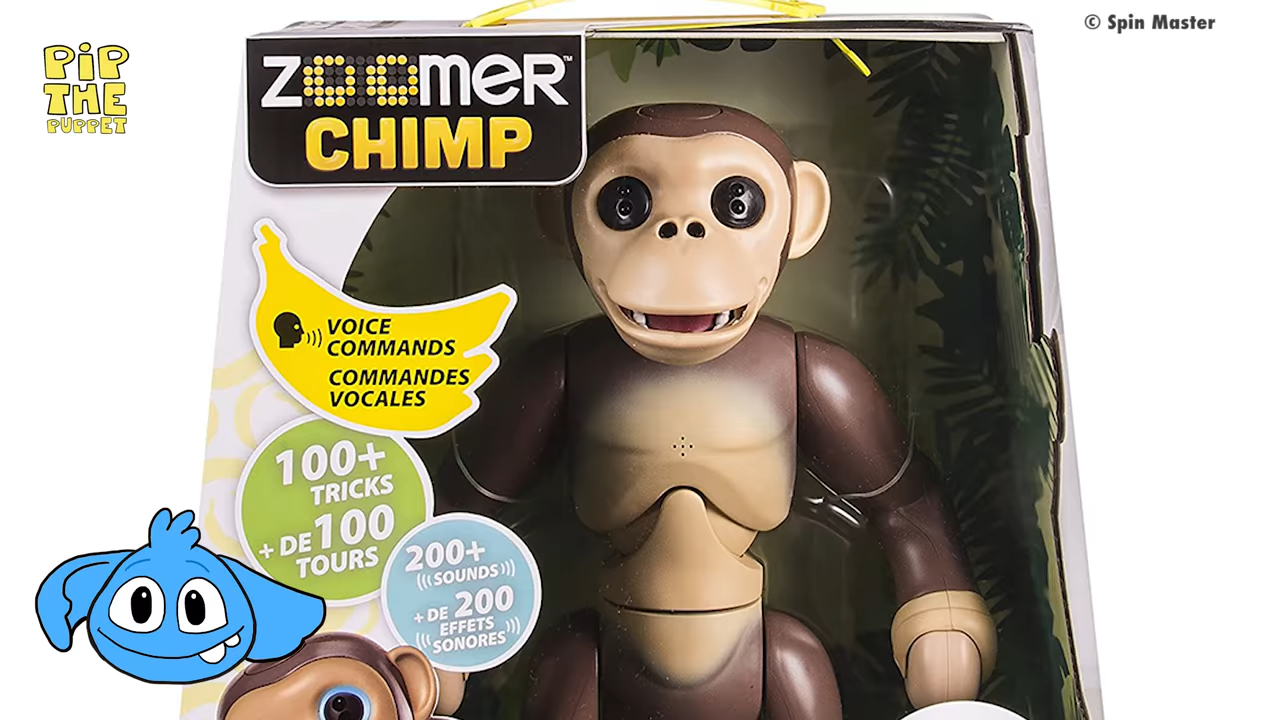 © Spin Master
PiP
THE
PUPPET
ZOOMER™
CHIMP
VOICE
COMMANDS
COMMANDES
VOCALES
100+
TRICKS
+ DE 100
TOURS
200+
SOUNDS
+ DE 200
EFFETS
SONORES